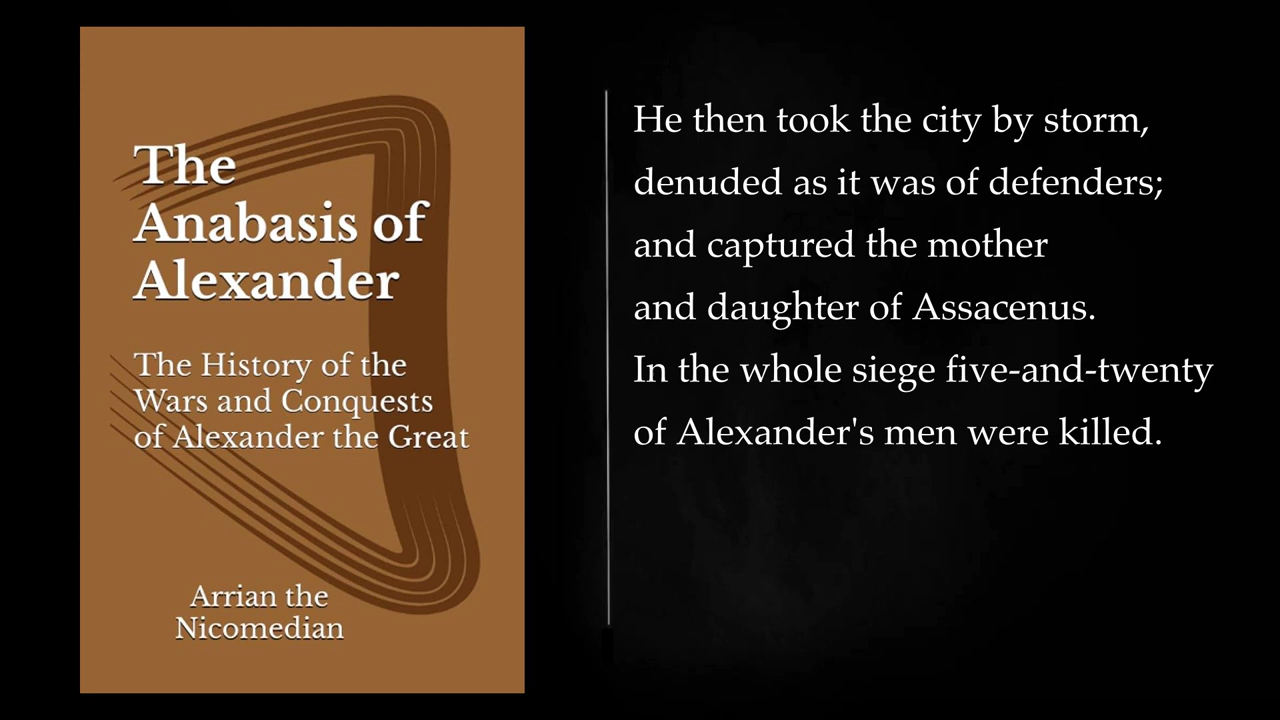 The
Anabasis of
Alexander
The History of the
Wars and Conquests
of Alexander the Great
Arrian the
Nicomedian
He then took the city by storm,
denuded as it was of defenders;
and captured the mother
and daughter of Assacenus.
In the whole siege five-and-twenty
of Alexander's men were killed.